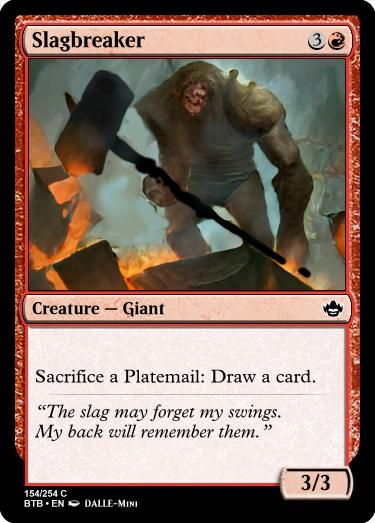 Slagbreaker 3
Creature — Giant
Sacrifice a Platemail: Draw a card.
“The slag may forget my swings.
My back will remember them.”
3/3
154/254 C
BTB • EN DALLE-Mini